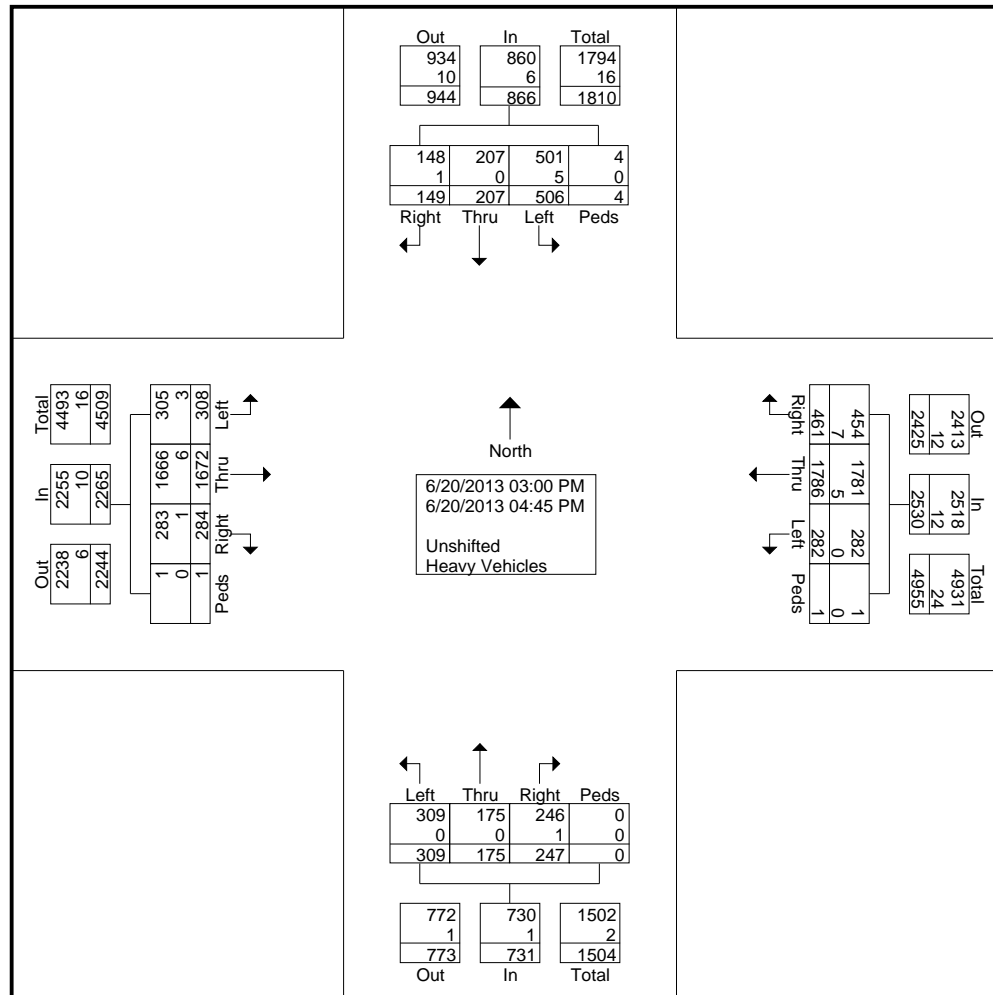 Out In Total
934 860 1794
10 6 16
944 866 1810
148 207 501 4
1 0 5 0
149 207 506 4
Right Thru Left Peds
Total In Out
4493 2255 2238
16 10 6
4509 2265 2244
305 1666 283 1
3 6 1 0
308 1672 284 1
Left Thru Right Peds
North
6/20/2013 03:00 PM
6/20/2013 04:45 PM
Unshifted
Heavy Vehicles
Right Thru Left Peds
461 1786 282 1
7 5 0 0
454 1781 282 1
Out In Total
2413 2518 4931
12 12 24
2425 2530 4955
Left Thru Right Peds
309 175 246 0
0 0 1 0
309 175 247 0
772 730 1502
1 1 2
773 731 1504
Out In Total